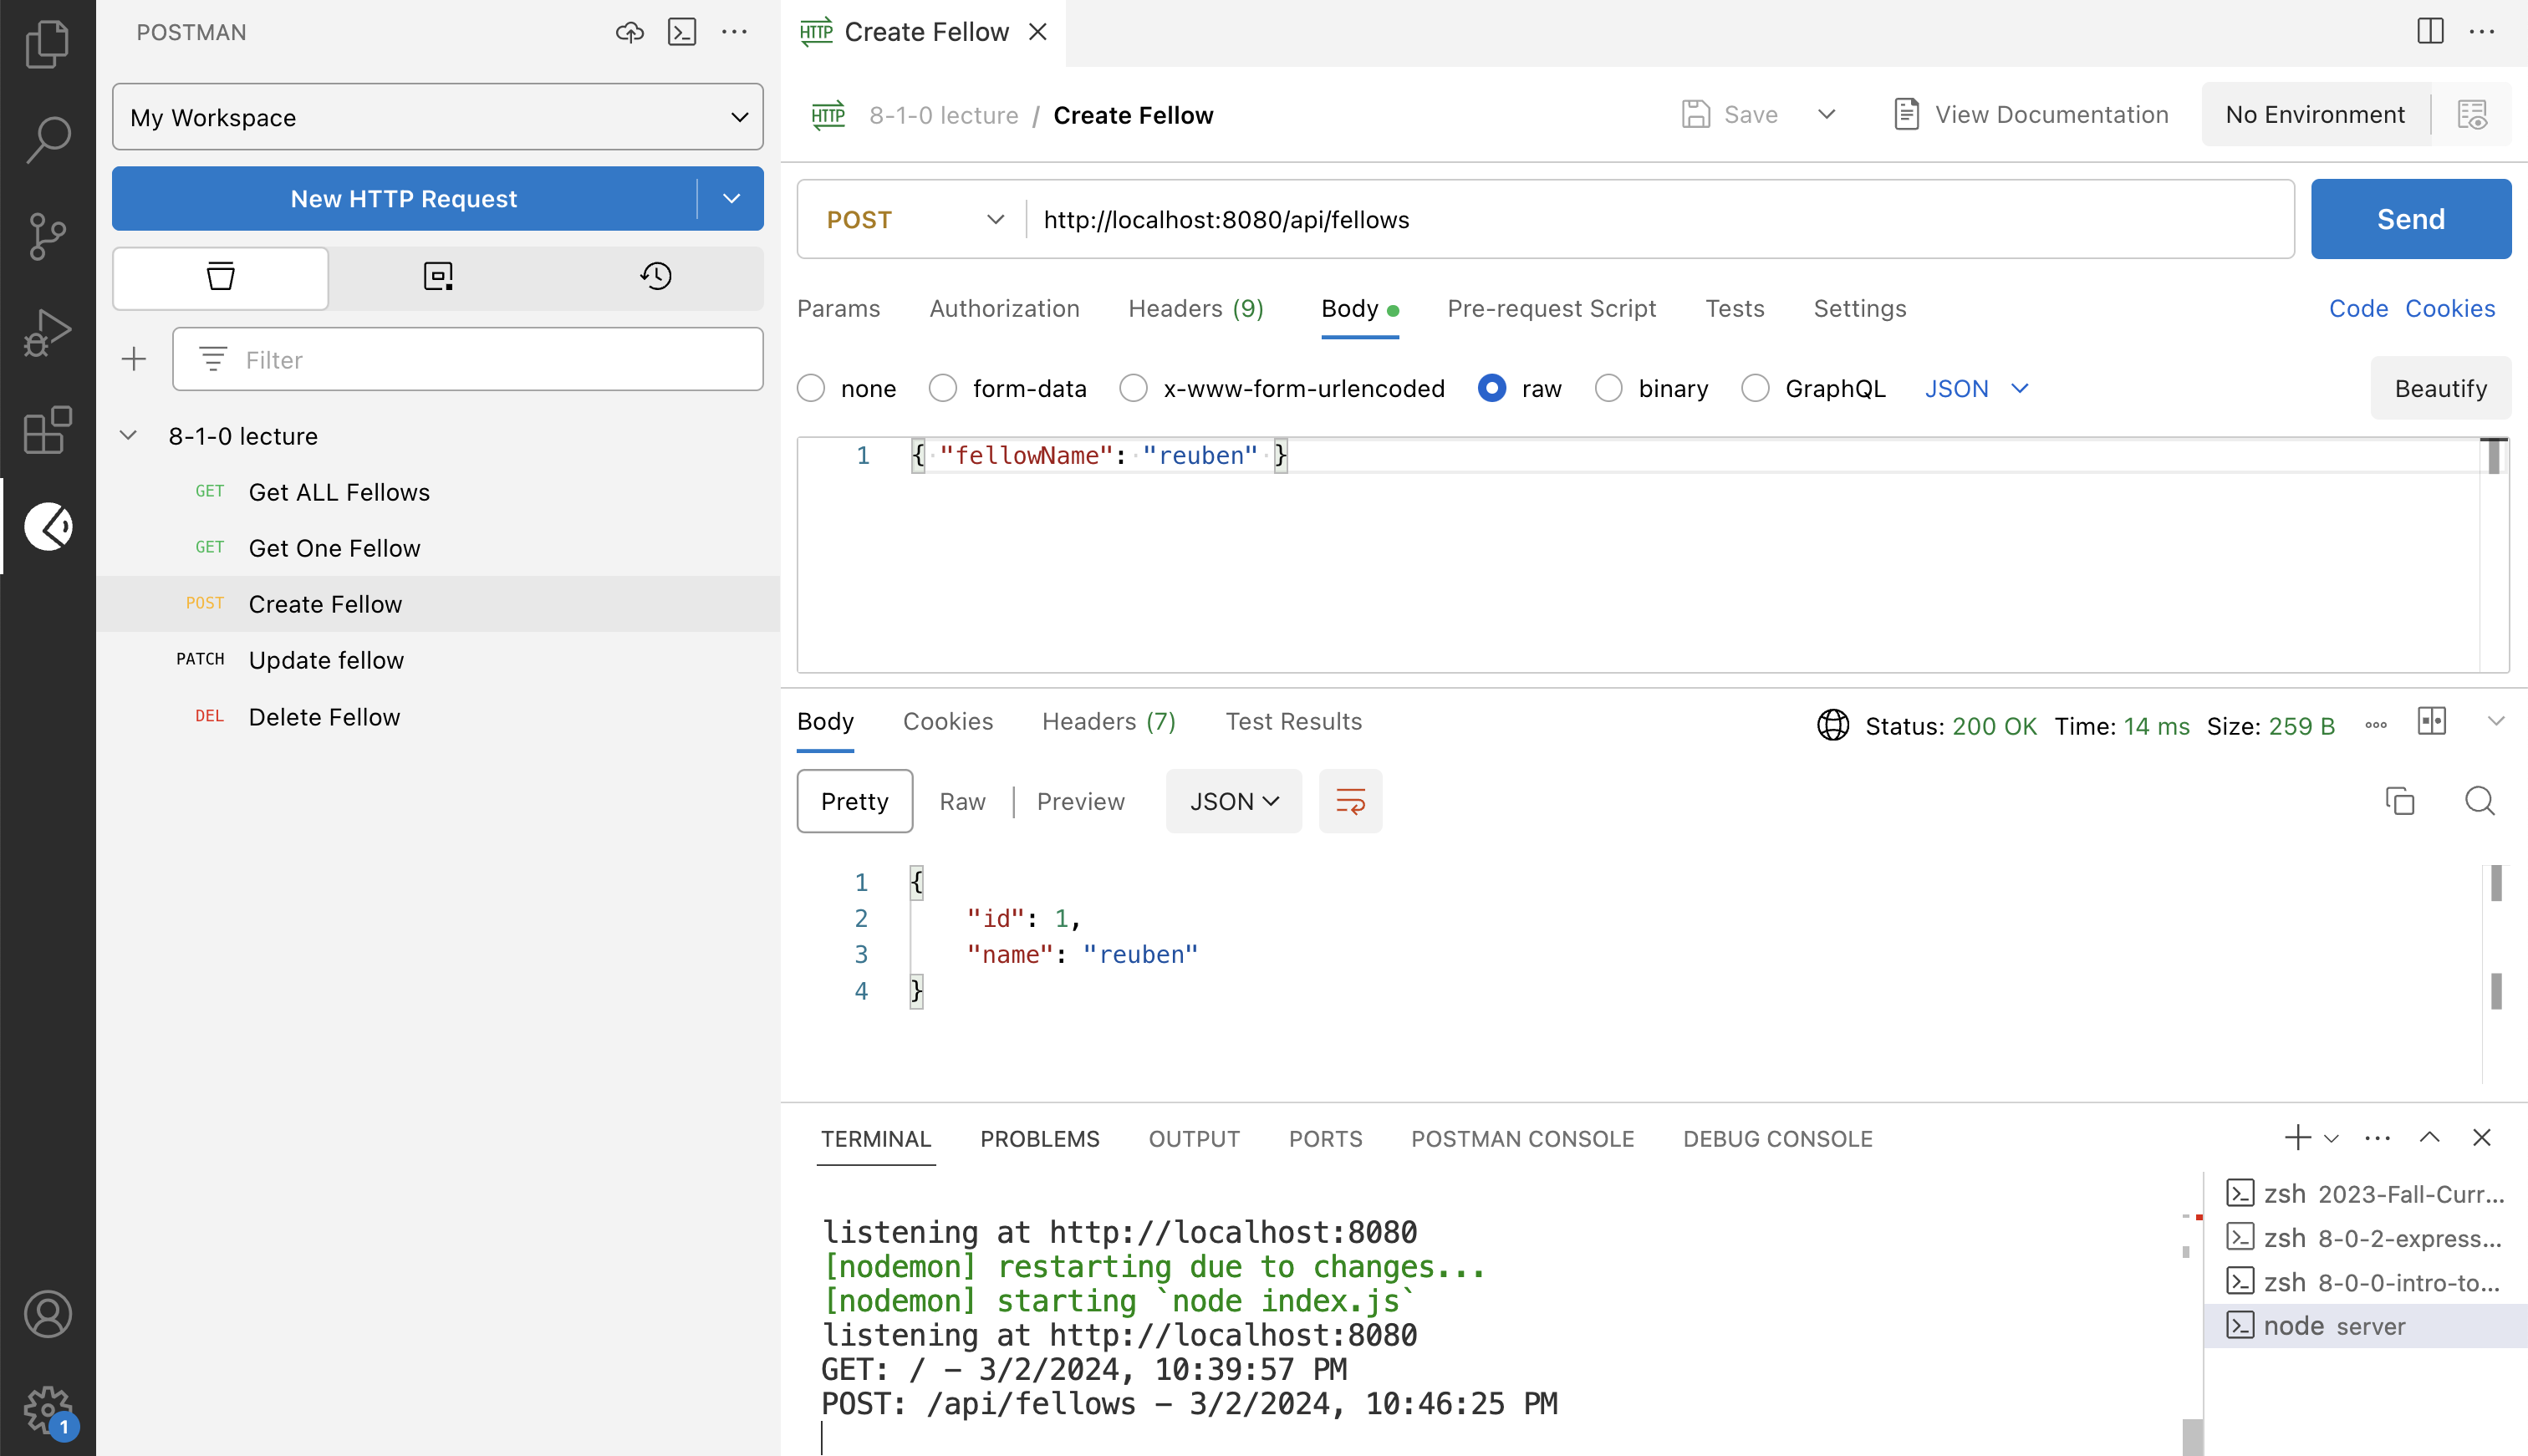 POSTMAN
My Workspace
New HTTP Request
Filter
8-1-0 lecture
GET Get ALL Fellows
GET Get One Fellow
POST Create Fellow
PATCH Update fellow
DEL Delete Fellow
1
HTTP Create Fellow
HTTP 8-1-0 lecture / Create Fellow
Save
View Documentation
No Environment
POST http://localhost:8080/api/fellows
Send
Params Authorization Headers (9) Body Pre-request Script Tests Settings
Code Cookies
none form-data x-www-form-urlencoded raw binary GraphQL JSON
Beautify
1 { "fellowName": "reuben" }
Body Cookies Headers (7) Test Results
Status: 200 OK Time: 14 ms Size: 259 B
Pretty Raw | Preview JSON
1 {
2 "id": 1,
3 "name": "reuben"
4 }
TERMINAL PROBLEMS OUTPUT PORTS POSTMAN CONSOLE DEBUG CONSOLE
listening at http://localhost:8080
[nodemon] restarting due to changes...
[nodemon] starting `node index.js`
listening at http://localhost:8080
GET: / - 3/2/2024, 10:39:57 PM
POST: /api/fellows - 3/2/2024, 10:46:25 PM
zsh 2023-Fall-Curr...
zsh 8-0-2-express...
zsh 8-0-0-intro-to...
node server